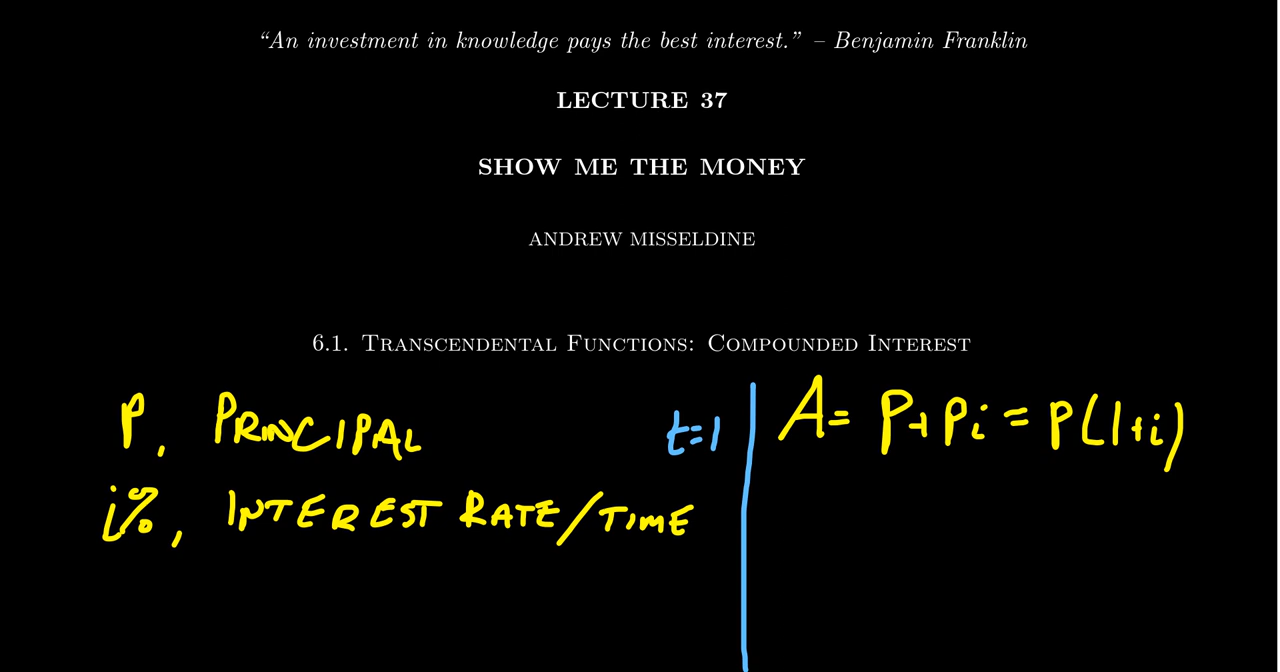 “An investment in knowledge pays the best interest.” – Benjamin Franklin
LECTURE 37
SHOW ME THE MONEY
ANDREW MISSELDINE
6.1. Transcendental Functions: Compounded Interest
P, PRINCIPAL
i%, INTEREST RATE/TIME
t=1
A= P+Pi = P(1+i)